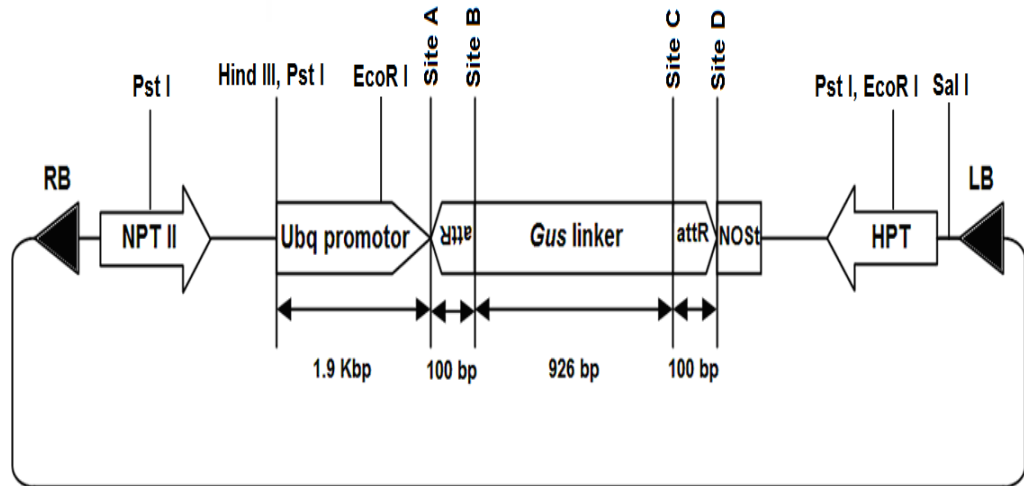 Site A
Site B
Site C
Site D
Hind III, Pst I
EcoR I
Pst I
Pst I, EcoR I
Sal I
RB
LB
NPT II
Ubq promotor
attR
Gus linker
attR
NOSt
HPT
1.9 Kbp
100 bp
926 bp
100 bp